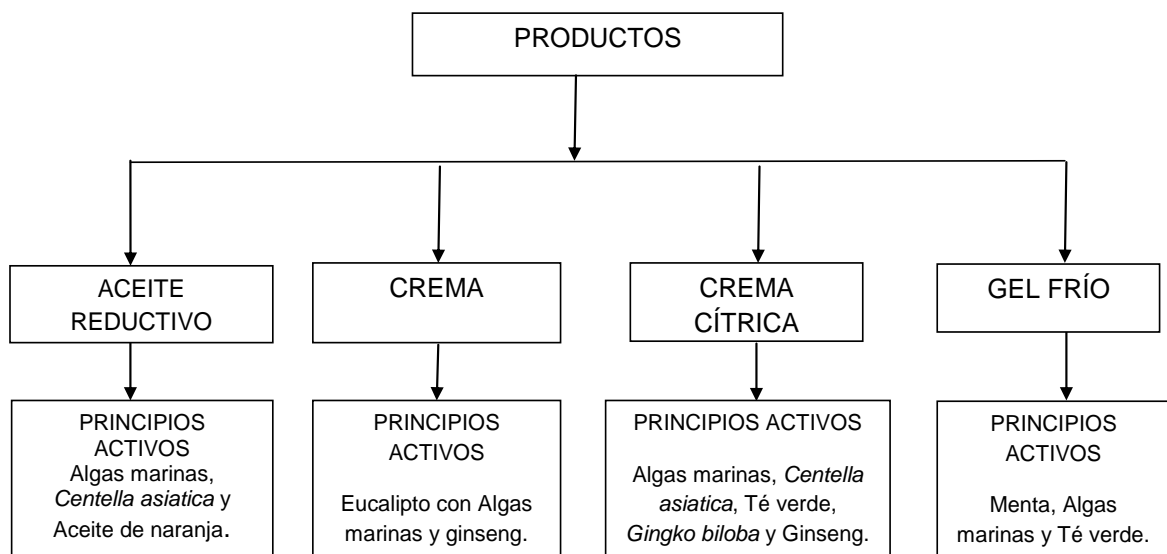 PRODUCTOS
ACEITE
REDUCTIVO
CREMA
CREMA
CÍTRICA
GEL FRÍO
PRINCIPIOS
ACTIVOS
Algas marinas,
Centella asiatica y
Aceite de naranja.
PRINCIPIOS
ACTIVOS
Eucalipto con Algas
marinas y ginseng.
PRINCIPIOS ACTIVOS
Algas marinas, Centella
asiatica, Té verde,
Gingko biloba y Ginseng.
PRINCIPIOS
ACTIVOS
Menta, Algas
marinas y Té verde.